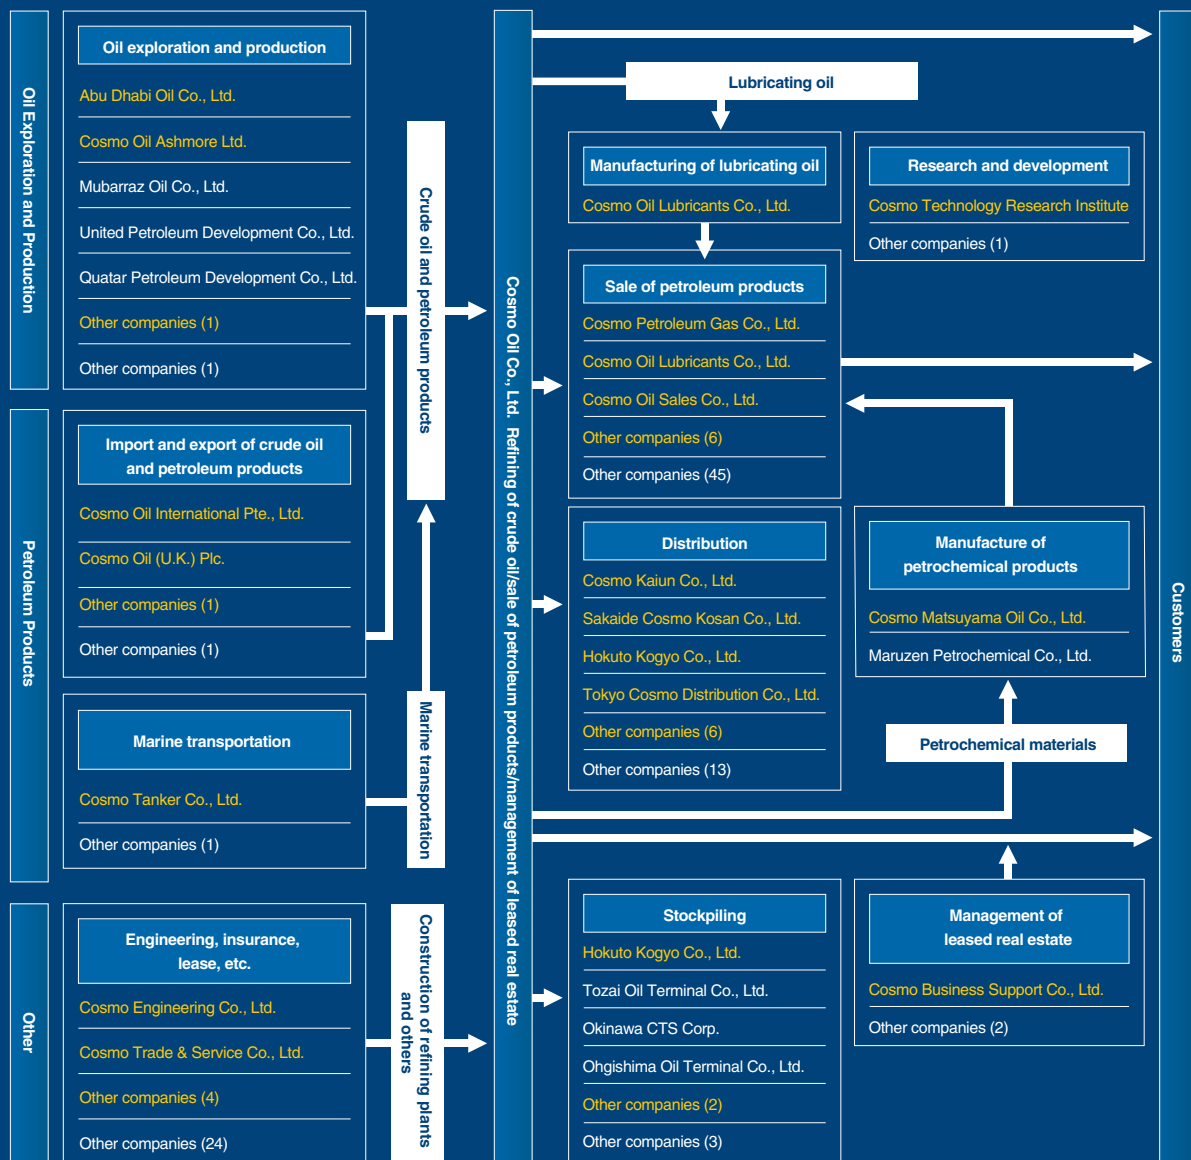 Oil Exploration and Production
Oil exploration and production
Abu Dhabi Oil Co., Ltd.
Cosmo Oil Ashmore Ltd.
Mubarraz Oil Co., Ltd.
United Petroleum Development Co., Ltd.
Quatar Petroleum Development Co., Ltd.
Other companies (1)
Other companies (1)
Petroleum Products
Import and export of crude oil
and petroleum products
Cosmo Oil International Pte., Ltd.
Cosmo Oil (U.K.) Plc.
Other companies (1)
Other companies (1)
Marine transportation
Cosmo Tanker Co., Ltd.
Other companies (1)
Other
Engineering, insurance,
lease, etc.
Cosmo Engineering Co., Ltd.
Cosmo Trade & Service Co., Ltd.
Other companies (4)
Other companies (24)
Crude oil and petroleum products
Marine transportation
Construction of refining plants
and others
Cosmo Oil Co., Ltd. Refining of crude oil/sale of petroleum products/management of leased real estate
Lubricating oil
Manufacturing of lubricating oil
Cosmo Oil Lubricants Co., Ltd.
Sale of petroleum products
Cosmo Petroleum Gas Co., Ltd.
Cosmo Oil Lubricants Co., Ltd.
Cosmo Oil Sales Co., Ltd.
Other companies (6)
Other companies (45)
Distribution
Cosmo Kaiun Co., Ltd.
Sakaide Cosmo Kosan Co., Ltd.
Hokuto Kogyo Co., Ltd.
Tokyo Cosmo Distribution Co., Ltd.
Other companies (6)
Other companies (13)
Stockpiling
Hokuto Kogyo Co., Ltd.
Tozai Oil Terminal Co., Ltd.
Okinawa CTS Corp.
Ohgishima Oil Terminal Co., Ltd.
Other companies (2)
Other companies (3)
Research and development
Cosmo Technology Research Institute
Other companies (1)
Manufacture of
petrochemical products
Cosmo Matsuyama Oil Co., Ltd.
Maruzen Petrochemical Co., Ltd.
Petrochemical materials
Management of
leased real estate
Cosmo Business Support Co., Ltd.
Other companies (2)
Customers